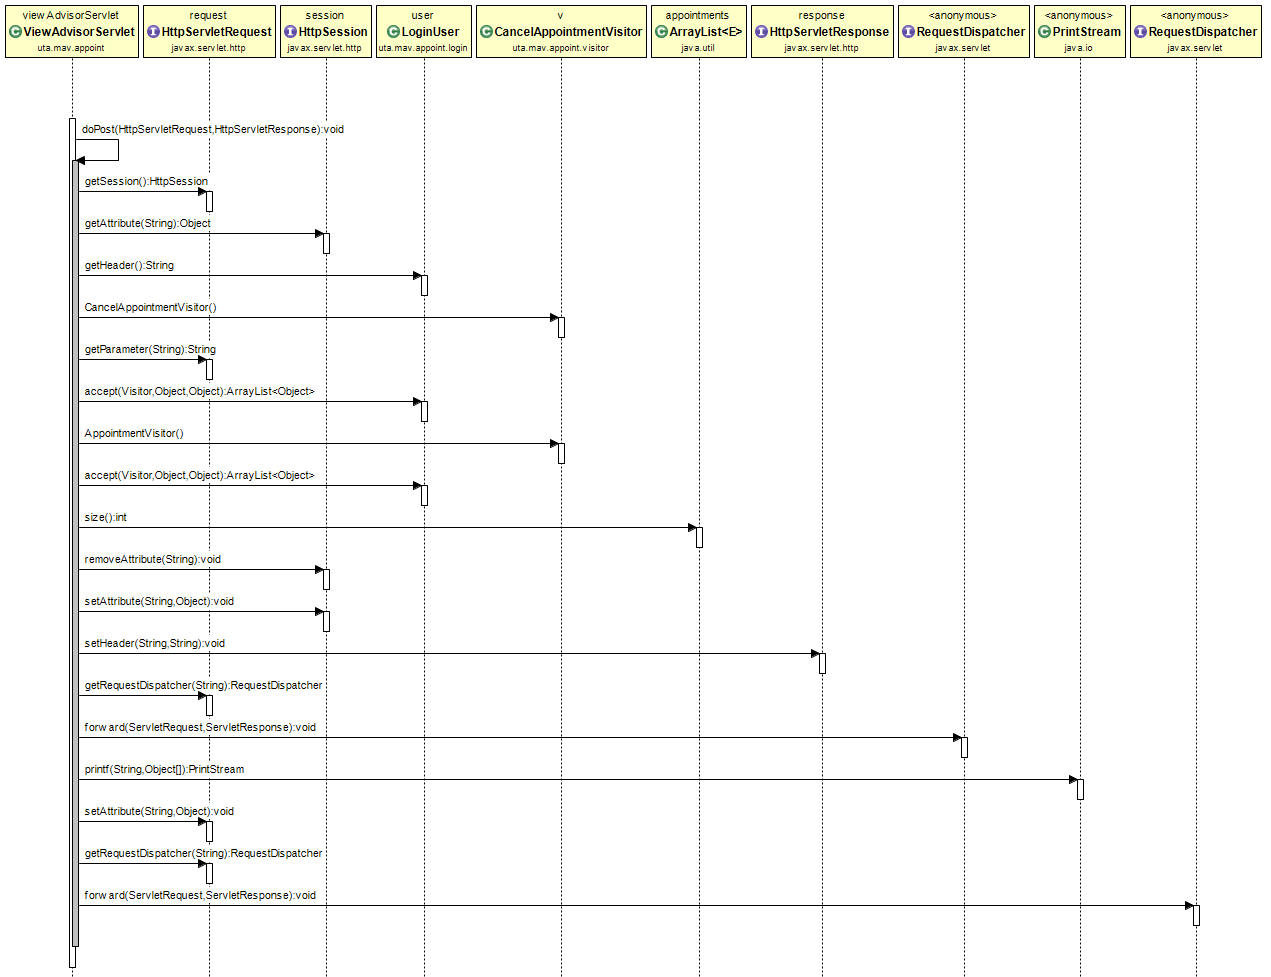 viewAdvisorServlet
C ViewAdvisorServlet
uta.mav.appoint
request
I HttpServletRequest
javax.servlet.http
session
I HttpSession
javax.servlet.http
user
C LoginUser
uta.mav.appoint.login
v
C CancelAppointmentVisitor
uta.mav.appoint.visitor
appointments
C ArrayList<E>
java.util
response
I HttpServletResponse
javax.servlet.http
<anonymous>
I RequestDispatcher
javax.servlet
<anonymous>
C PrintStream
java.io
<anonymous>
I RequestDispatcher
javax.servlet
doPost(HttpServletRequest,HttpServletResponse):void
getSession():HttpSession
getAttribute(String):Object
getHeader():String
CancelAppointmentVisitor()
getParameter(String):String
accept(Visitor,Object,Object):ArrayList<Object>
AppointmentVisitor()
accept(Visitor,Object,Object):ArrayList<Object>
size():int
removeAttribute(String):void
setAttribute(String,Object):void
setHeader(String,String):void
getRequestDispatcher(String):RequestDispatcher
forward(ServletRequest,ServletResponse):void
printf(String,Object[]):PrintStream
setAttribute(String,Object):void
getRequestDispatcher(String):RequestDispatcher
forward(ServletRequest,ServletResponse):void